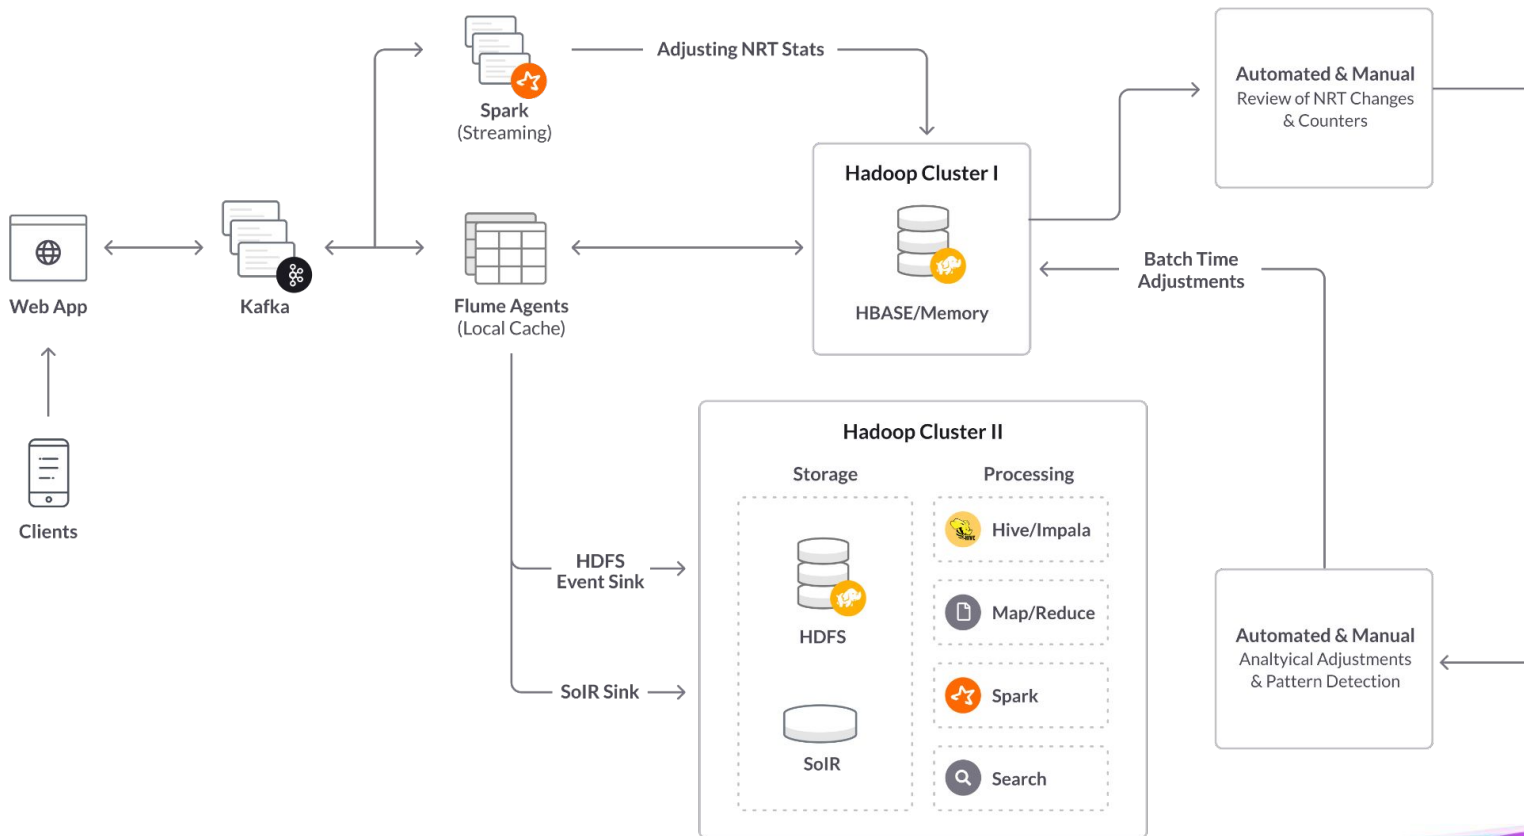 Adjusting NRT Stats
Spark
(Streaming)
Automated & Manual
Review of NRT Changes
& Counters
Hadoop Cluster I
HBASE/Memory
Web App
Kafka
Flume Agents
(Local Cache)
Batch Time
Adjustments
Clients
Hadoop Cluster II
Storage
Processing
HDFS
Event Sink
SolR Sink
HDFS
SolR
Hive/Impala
Map/Reduce
Spark
Search
Automated & Manual
Analtyical Adjustments
& Pattern Detection